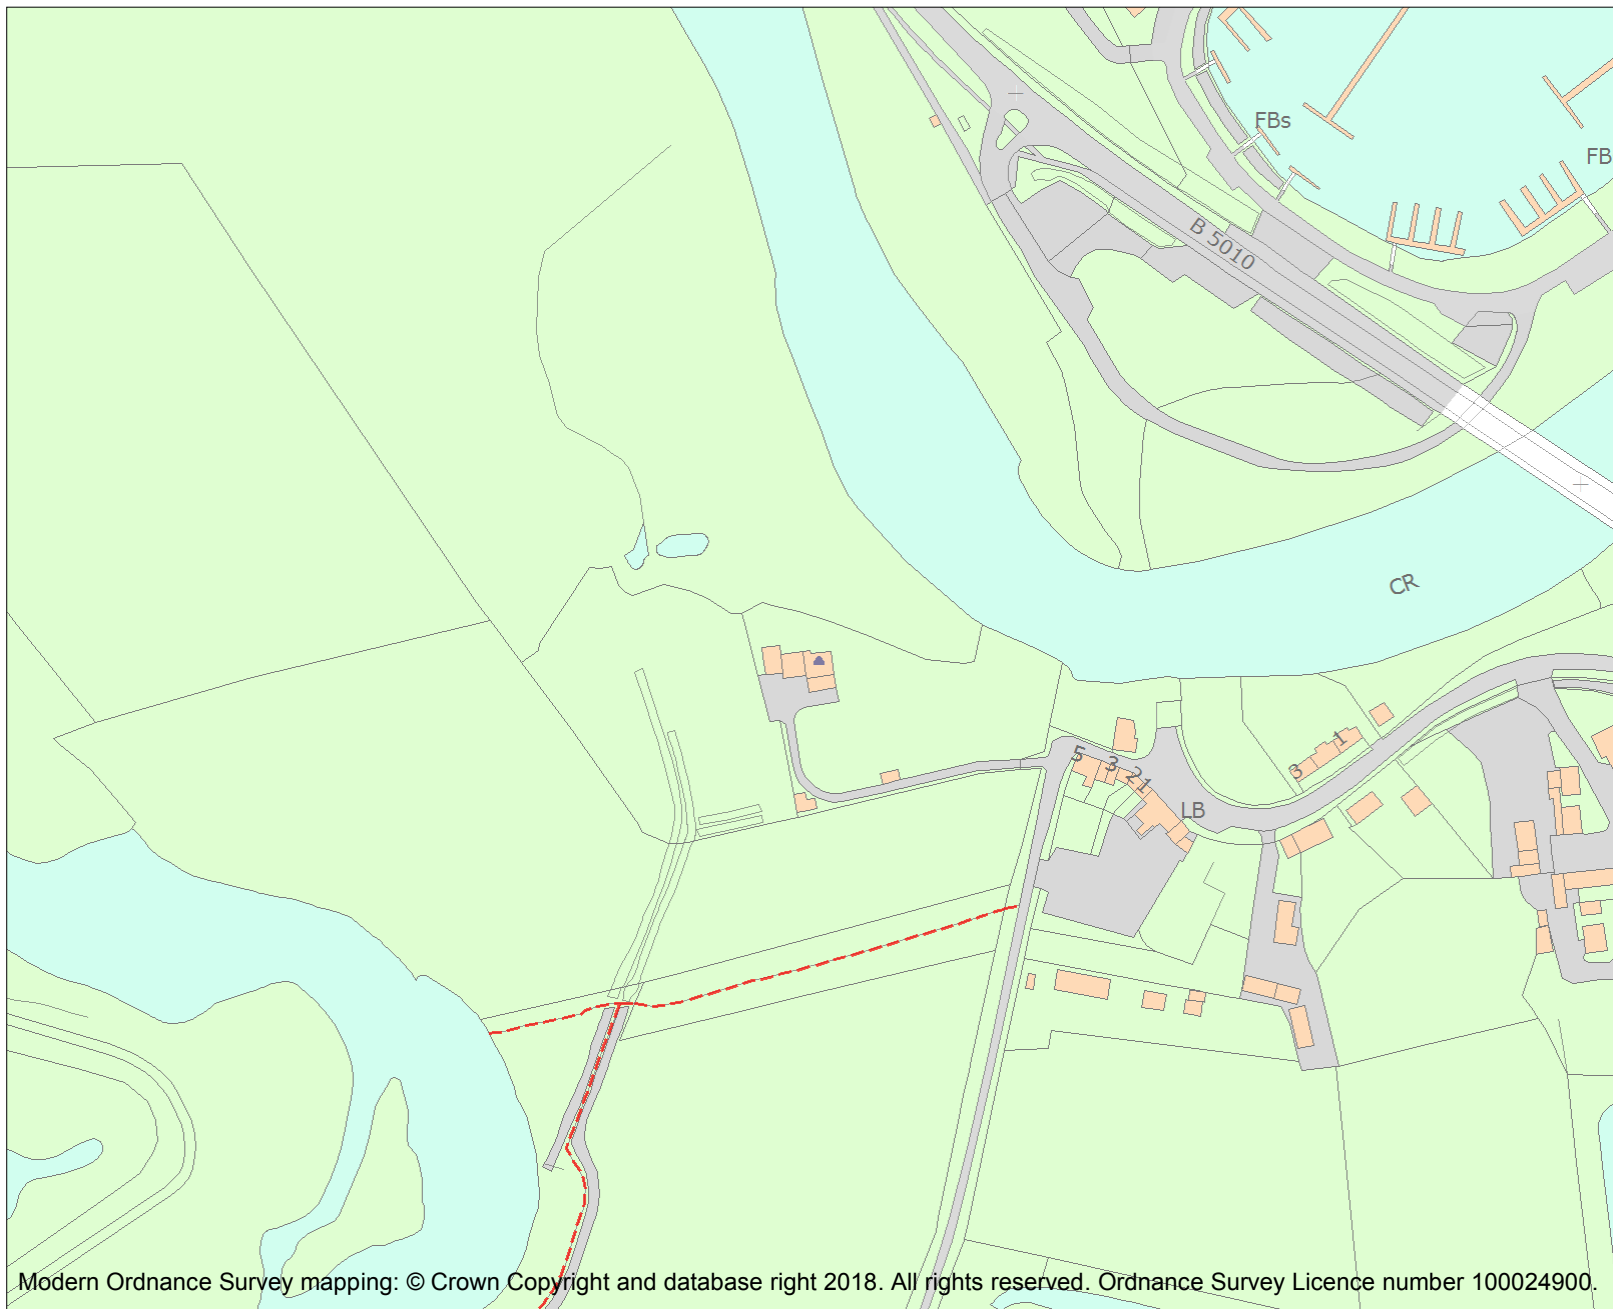 FBs
FB
B 5010
CR
5
3
2
1
1
3
LB
Modern Ordnance Survey mapping: © Crown Copyright and database right 2018. All rights reserved. Ordnance Survey Licence number 100024900.